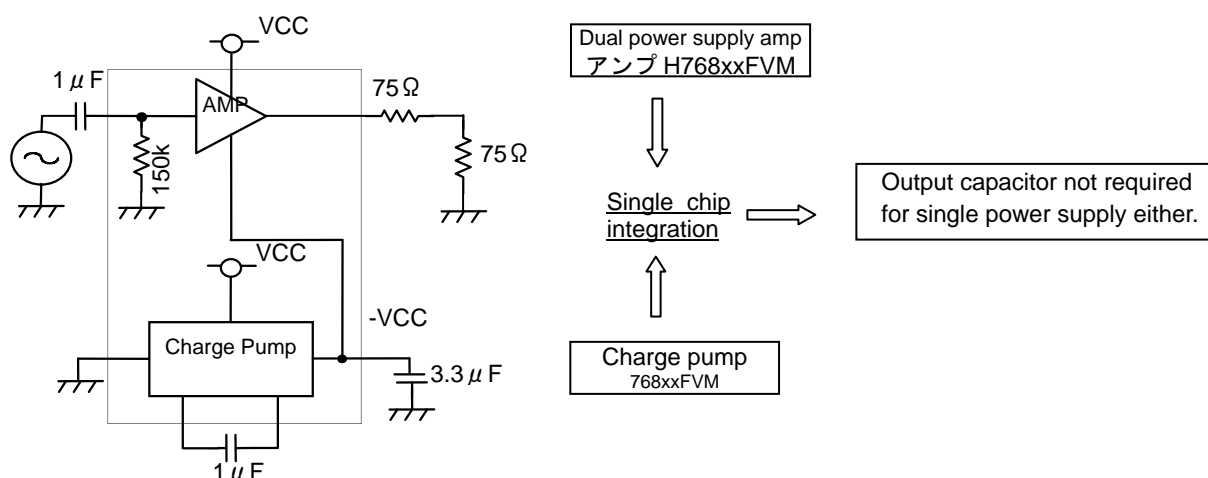 VCC
1μF
AMP
150k
75Ω
75Ω
VCC
-VCC
Charge Pump
3.3μF
1μF
Dual power supply amp
アンプ H768xxFVM
Single chip
integration
Output capacitor not required
for single power supply either.
Charge pump
768xxFVM